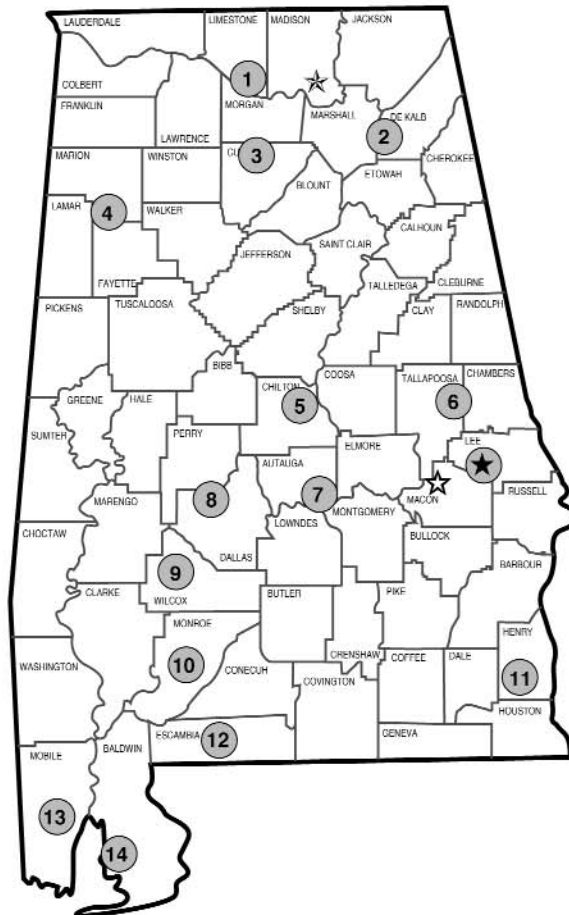 LAUDERDALE
LIMESTONE
MADISON
JACKSON
COLBERT
1
FRANKLIN
MORGAN
MARSHALL
DE KALB
2
LAWRENCE
3
MARION
WINSTON
CHEROKEE
ETOWAH
BLOUNT
LAMAR
4
WALKER
CALHOUN
SAINT CLAIR
JEFFERSON
FAYETTE
TALLEDEGA
CLEBURNE
PICKENS
TUSCALOOSA
SHELBY
CLAY
RANDOLPH
BIBB
COOSA
TALLAPOOSA
CHAMBERS
CHILTON
GREENE
HALE
5
6
SUMTER
PERRY
ELMORE
LEE
AUTAUGA
8
7
MACON
RUSSELL
MARENGO
MONTGOMERY
LOWNDES
CHOCTAW
BULLOCK
DALLAS
BARBOUR
9
CLARKE
WILCOX
BUTLER
PIKE
MONROE
HENRY
WASHINGTON
10
CONECUH
CRENSHAW
COFFEE
DALE
11
COVINGTON
HOUSTON
ESCAMBIA
12
GENEVA
MOBILE
BALDWIN
13
14